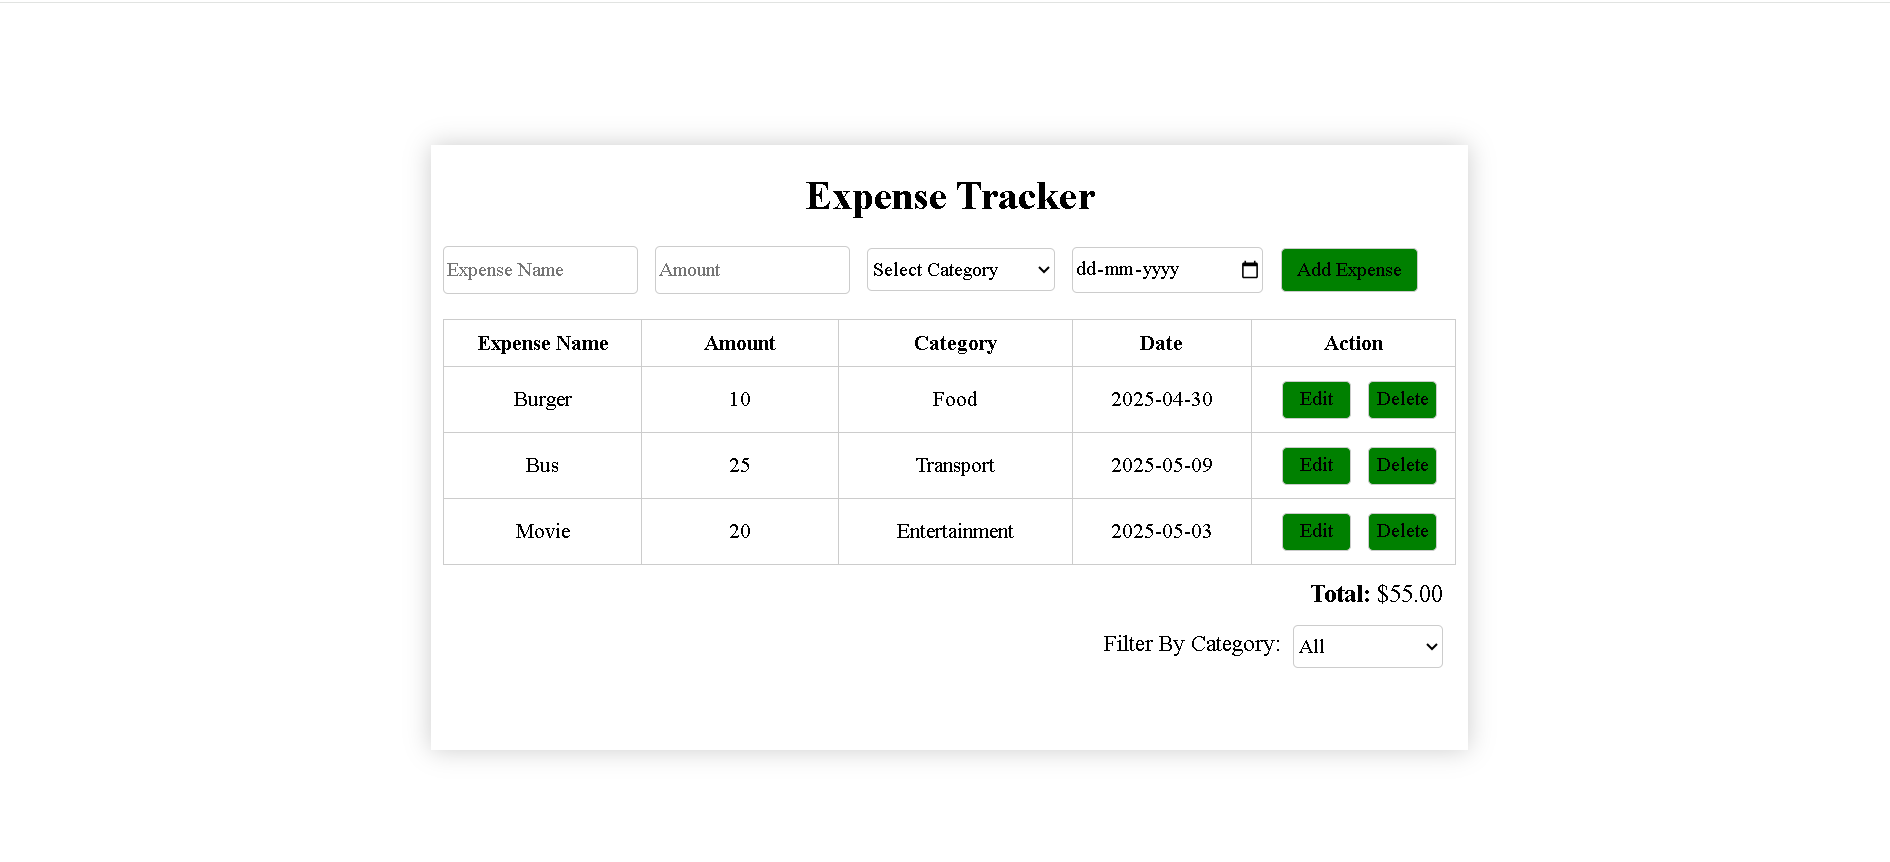 Expense Tracker
Expense Name Amount Select Category dd-mm-yyyy Add Expense
Expense Name Amount Category Date Action
Burger 10 Food 2025-04-30 Edit Delete
Bus 25 Transport 2025-05-09 Edit Delete
Movie 20 Entertainment 2025-05-03 Edit Delete
Total: $55.00
Filter By Category: All